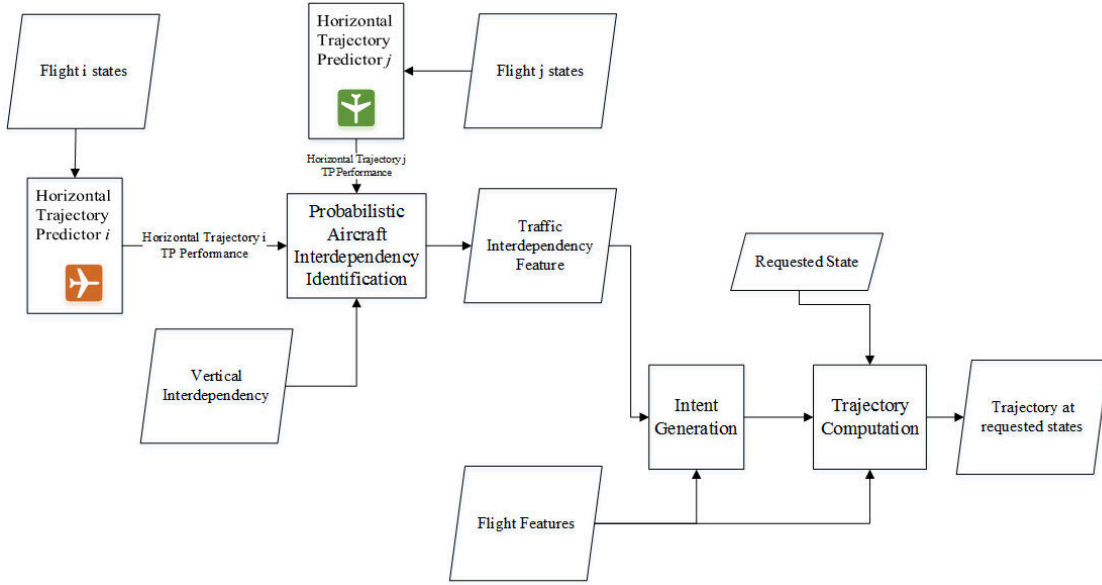 Flight i states
Horizontal
Trajectory
Predictor j
Flight j states
Horizontal Trajectory j
TP Performance
Horizontal
Trajectory
Predictor i
Horizontal Trajectory i
TP Performance
Probabilistic
Aircraft
Interdependency
Identification
Traffic
Interdependency
Feature
Requested State
Vertical
Interdependency
Intent
Generation
Trajectory
Computation
Trajectory at
requested states
Flight Features